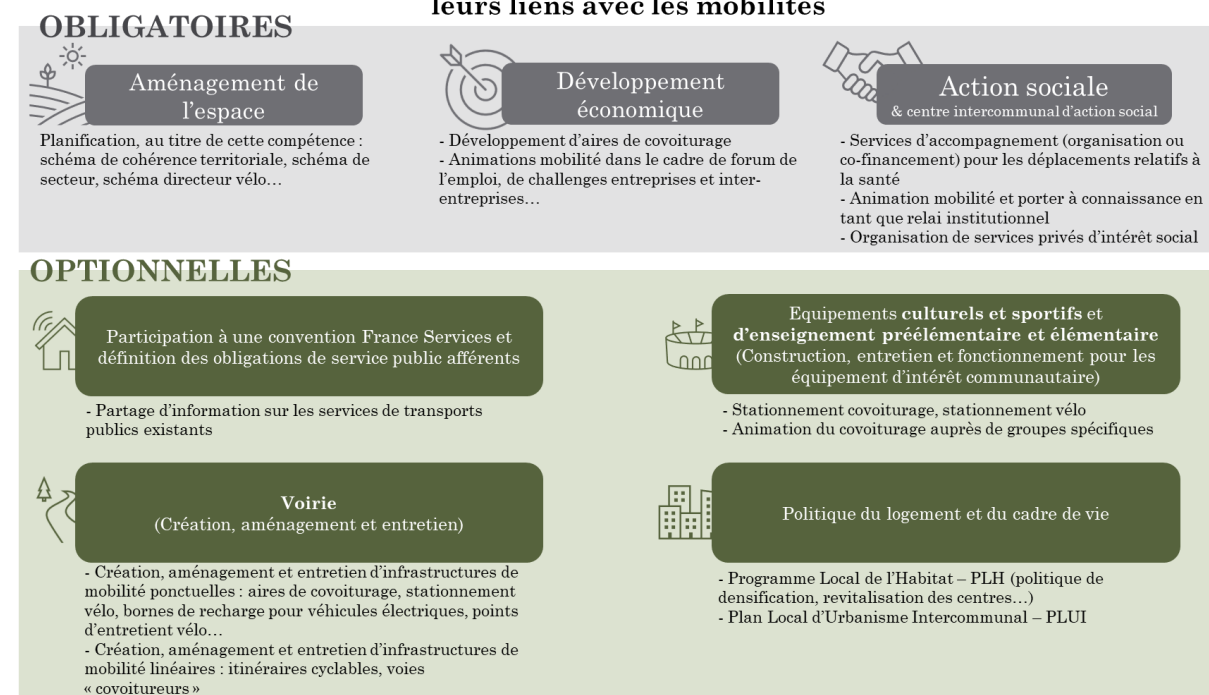 leurs liens avec les mobilités
OBLIGATOIRES
Aménagement de
l'espace
Planification, au titre de cette compétence :
schéma de cohérence territoriale, schéma de
secteur, schéma directeur vélo…
Développement
économique
- Développement d'aires de covoiturage
- Animations mobilité dans le cadre de forum de
l'emploi, de challenges entreprises et inter-
entreprises…
Action sociale
& centre intercommunal d'action social
- Services d'accompagnement (organisation ou
co-financement) pour les déplacements relatifs à
la santé
- Animation mobilité et porter à connaissance en
tant que relai institutionnel
- Organisation de services privés d'intérêt social
OPTIONNELLES
Participation à une convention France Services et
définition des obligations de service public afférents
- Partage d'information sur les services de transports
publics existants
Equipements culturels et sportifs et
d'enseignement préélémentaire et élémentaire
(Construction, entretien et fonctionnement pour les
équipement d'intérêt communautaire)
- Stationnement covoiturage, stationnement vélo
- Animation du covoiturage auprès de groupes spécifiques
Voirie
(Création, aménagement et entretien)
- Création, aménagement et entretien d'infrastructures de
mobilité ponctuelles : aires de covoiturage, stationnement
vélo, bornes de recharge pour véhicules électriques, points
d'entretient vélo…
- Création, aménagement et entretien d'infrastructures de
mobilité linéaires : itinéraires cyclables, voies
« covoitureurs »
Politique du logement et du cadre de vie
- Programme Local de l'Habitat – PLH (politique de
densification, revitalisation des centres…)
- Plan Local d'Urbanisme Intercommunal – PLUI